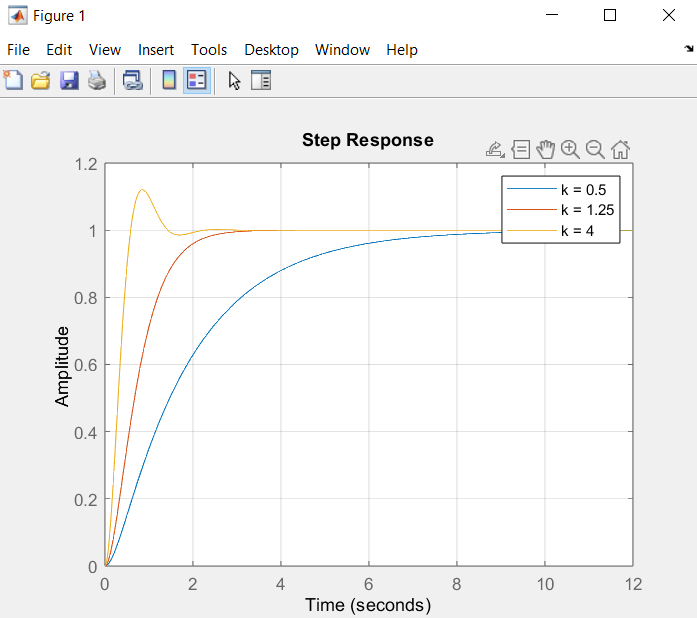 Figure 1
File Edit View Insert Tools Desktop Window Help
Step Response
k = 0.5
k = 1.25
k = 4
Amplitude
1.2
1
0.8
0.6
0.4
0.2
0
0 2 4 6 8 10 12
Time (seconds)